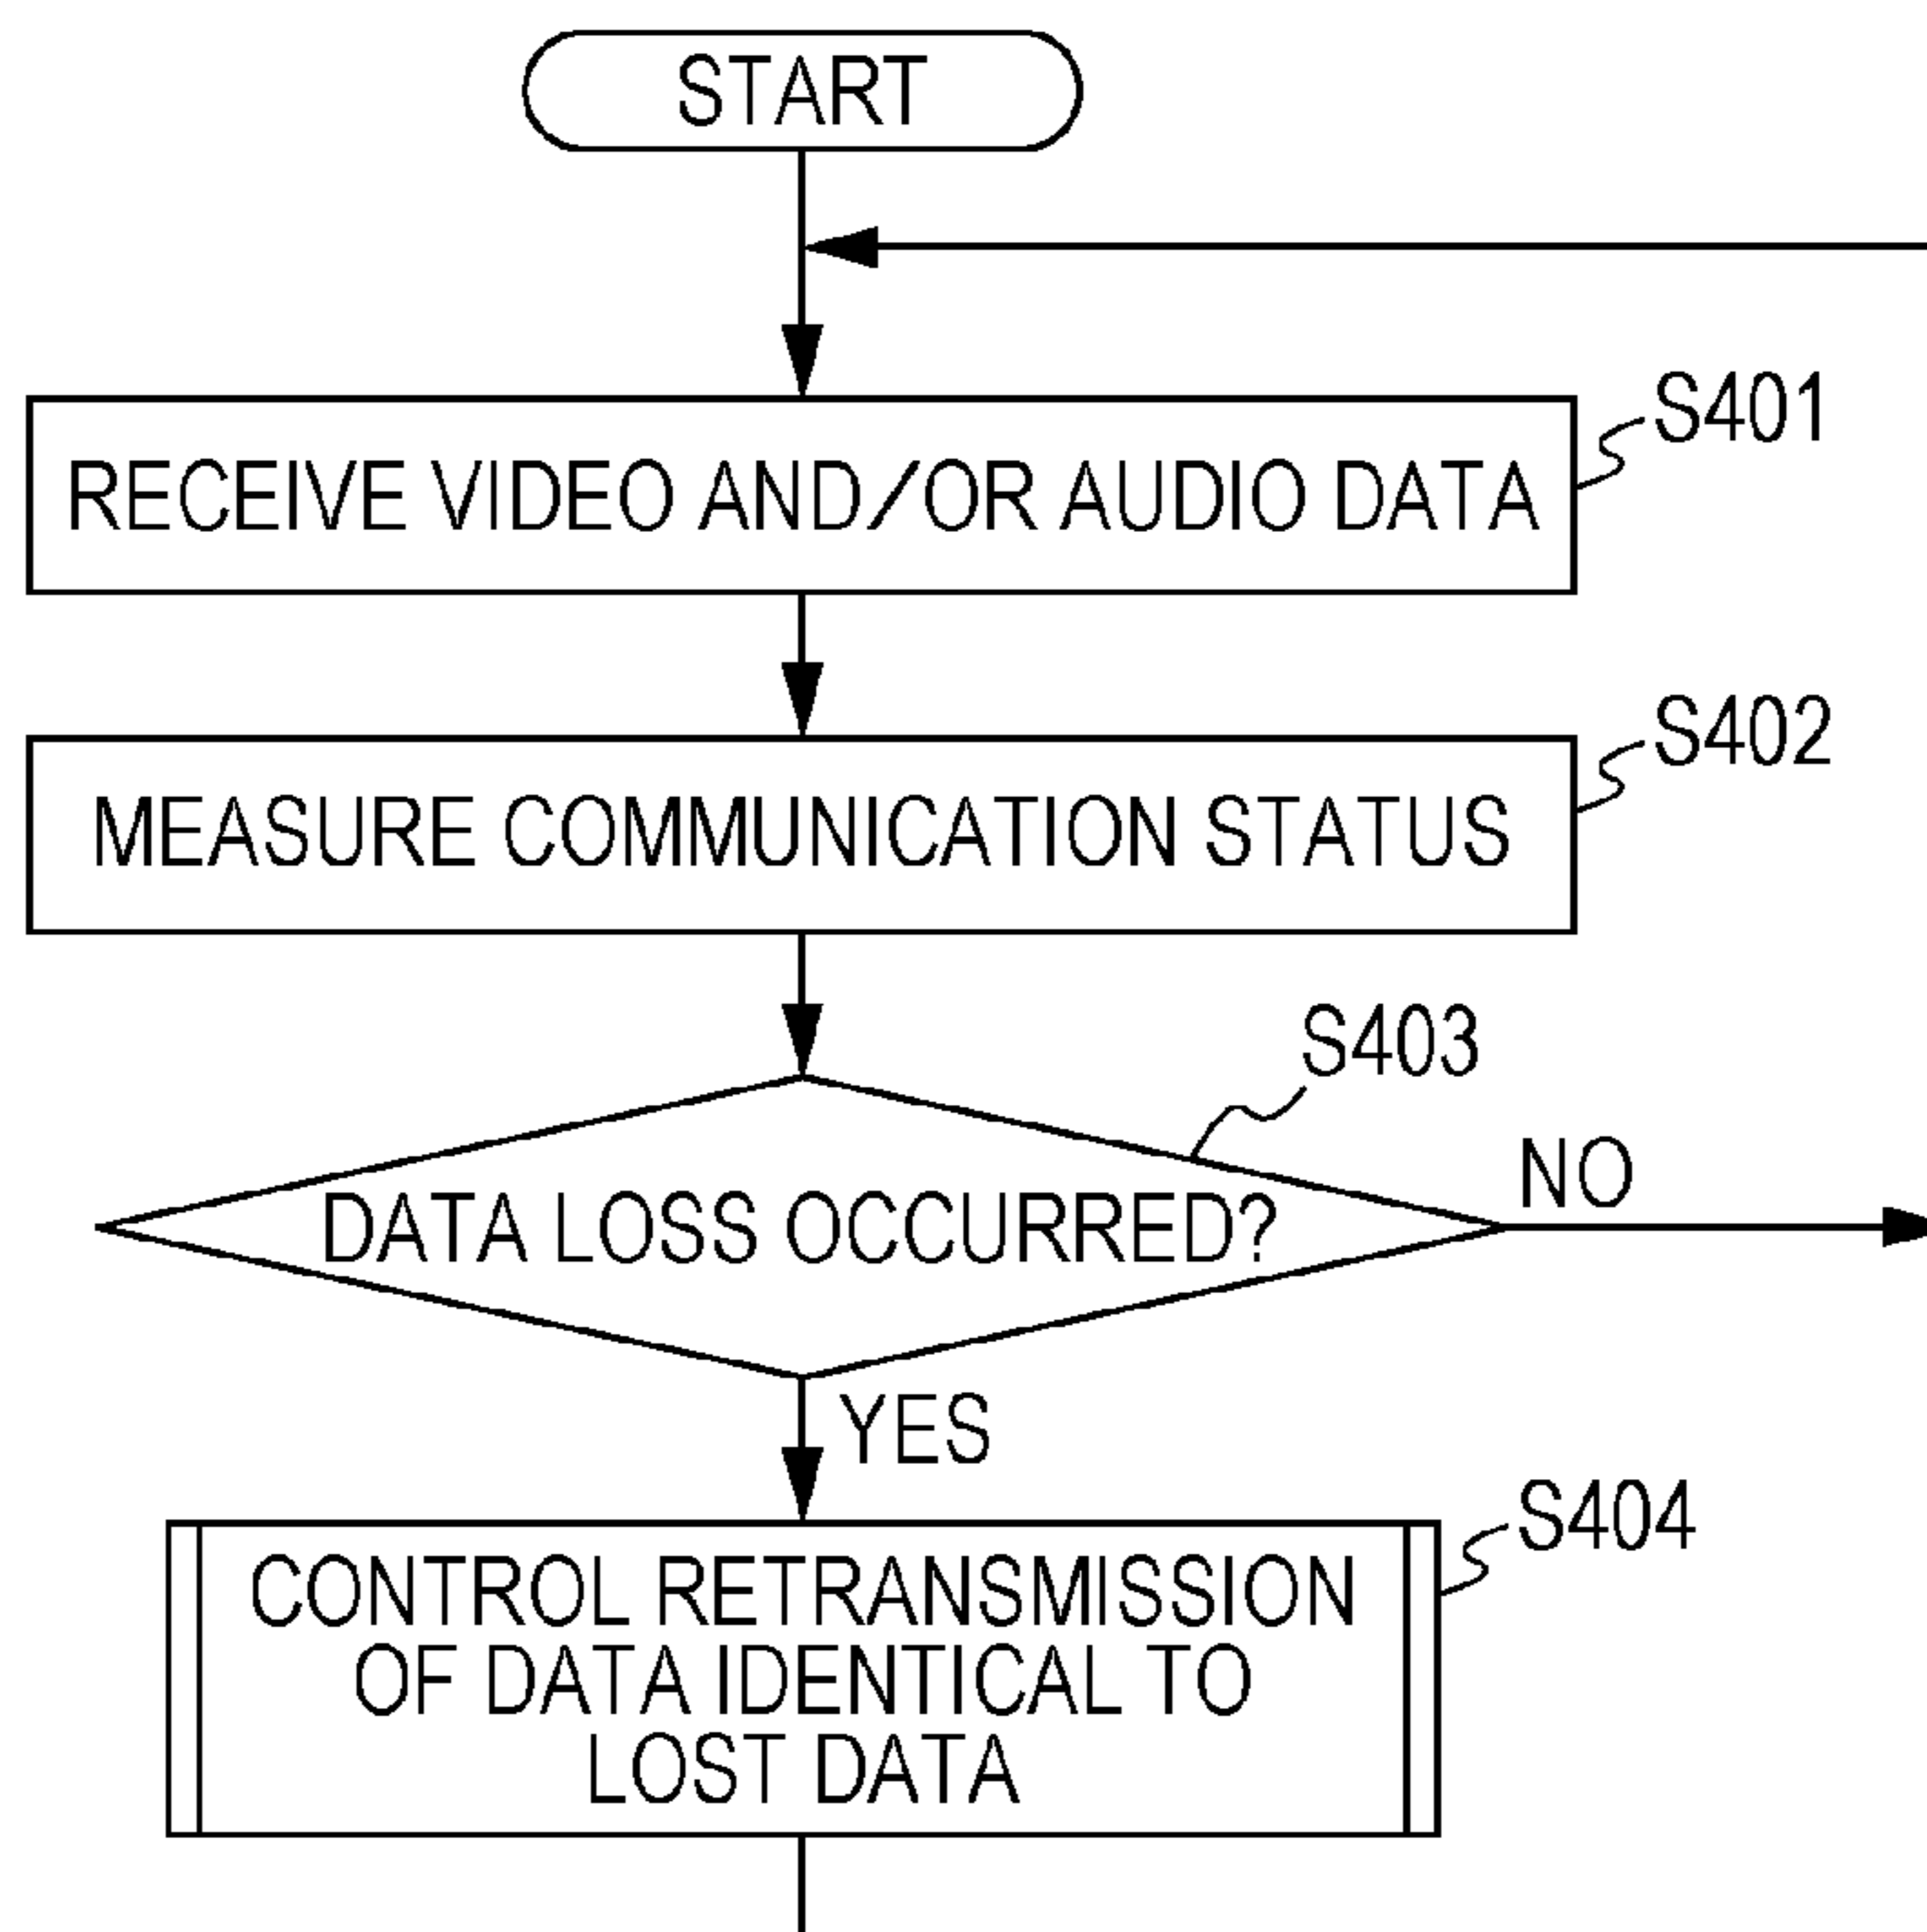 START
S401
RECEIVE VIDEO AND/OR AUDIO DATA
S402
MEASURE COMMUNICATION STATUS
S403
NO
DATA LOSS OCCURRED?
YES
S404
CONTROL RETRANSMISSION
OF DATA IDENTICAL TO
LOST DATA